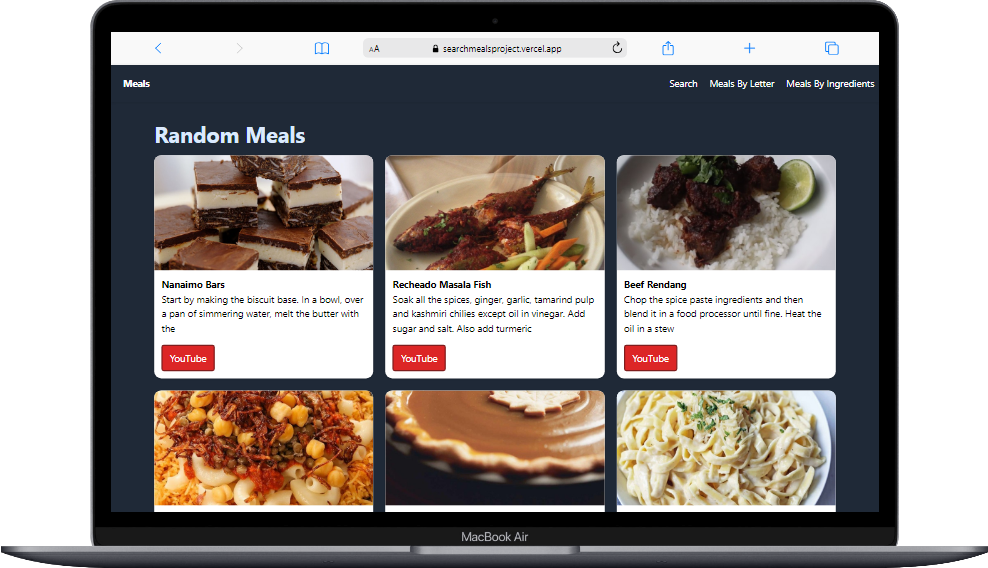 AA searchmealsproject.vercel.app
Meals Search Meals By Letter Meals By Ingredients
Random Meals
Nanaimo Bars
Start by making the biscuit base. In a bowl, over
a pan of simmering water, melt the butter with
the
YouTube
Recheado Masala Fish
Soak all the spices, ginger, garlic, tamarind pulp
and kashmiri chilies except oil in vinegar. Add
sugar and salt. Also add turmeric
YouTube
Beef Rendang
Chop the spice paste ingredients and then
blend it in a food processor until fine. Heat the
oil in a stew
YouTube
MacBook Air